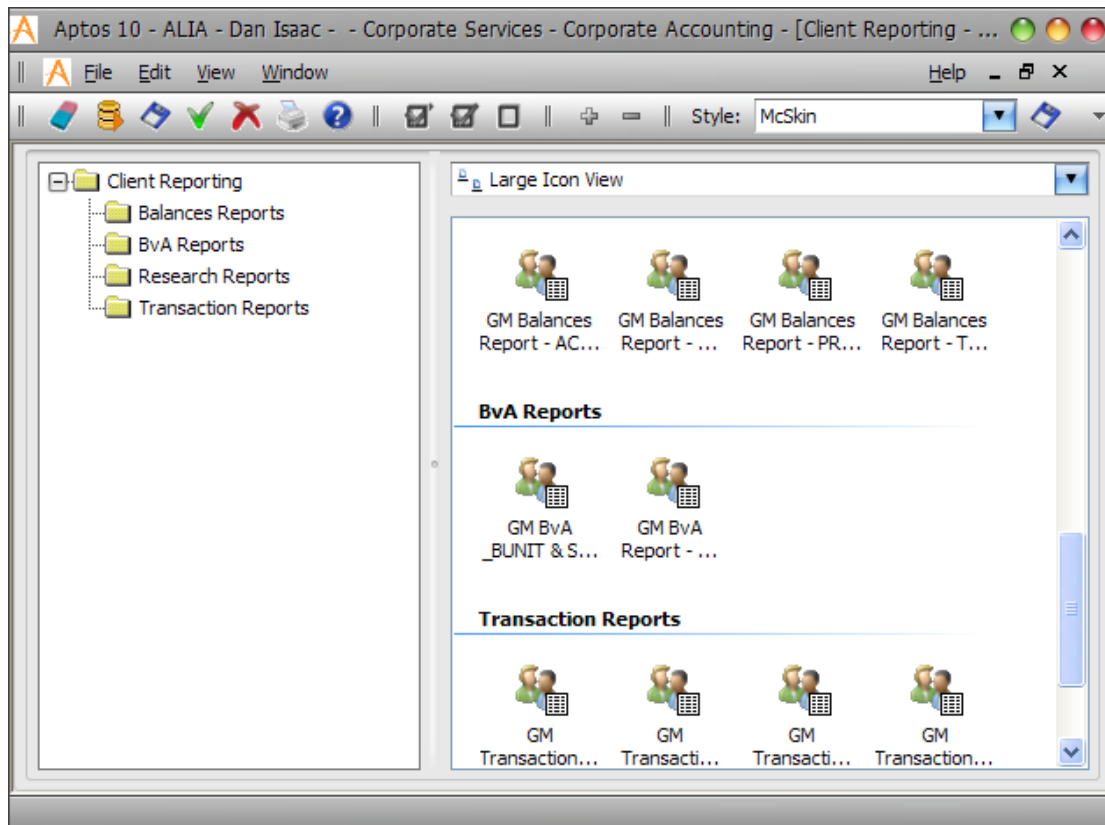 Aptos 10 - ALIA - Dan Isaac - - Corporate Services - Corporate Accounting - [Client Reporting - ...
File Edit View Window Help
Style: McSkin
Client Reporting
Balances Reports
BvA Reports
Research Reports
Transaction Reports
Large Icon View
GM Balances GM Balances GM Balances GM Balances
Report - AC... Report - ... Report - PR... Report - T...
BvA Reports
GM BvA GM BvA
_BUNIT & S... Report - ...
Transaction Reports
GM GM GM GM
Transaction... Transacti... Transacti... Transaction...